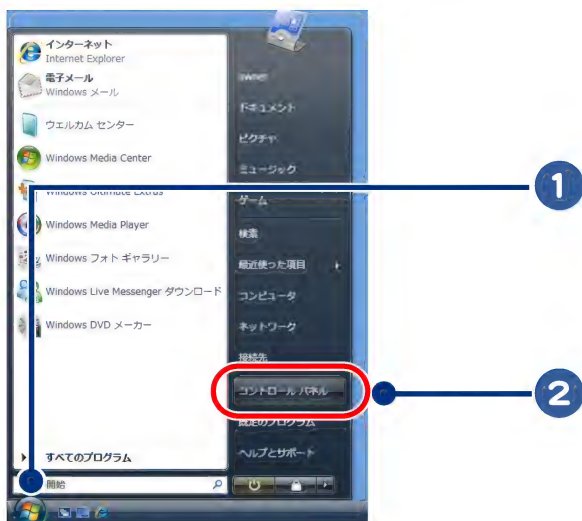 インターネット
Internet Explorer
電子メール
Windows メール
ウェルカム センター
Windows Media Center
Windows Ultimate Extras
Windows Media Player
Windows フォト ギャラリー
Windows Live Messenger ダウンロード
Windows DVD メーカー
すべてのプログラム
開始
owner
ドキュメント
ピクチャ
ミュージック
ゲーム
検索
最近使った項目
コンピュータ
ネットワーク
接続先
コントロール パネル
既定のプログラム
ヘルプとサポート
1
2